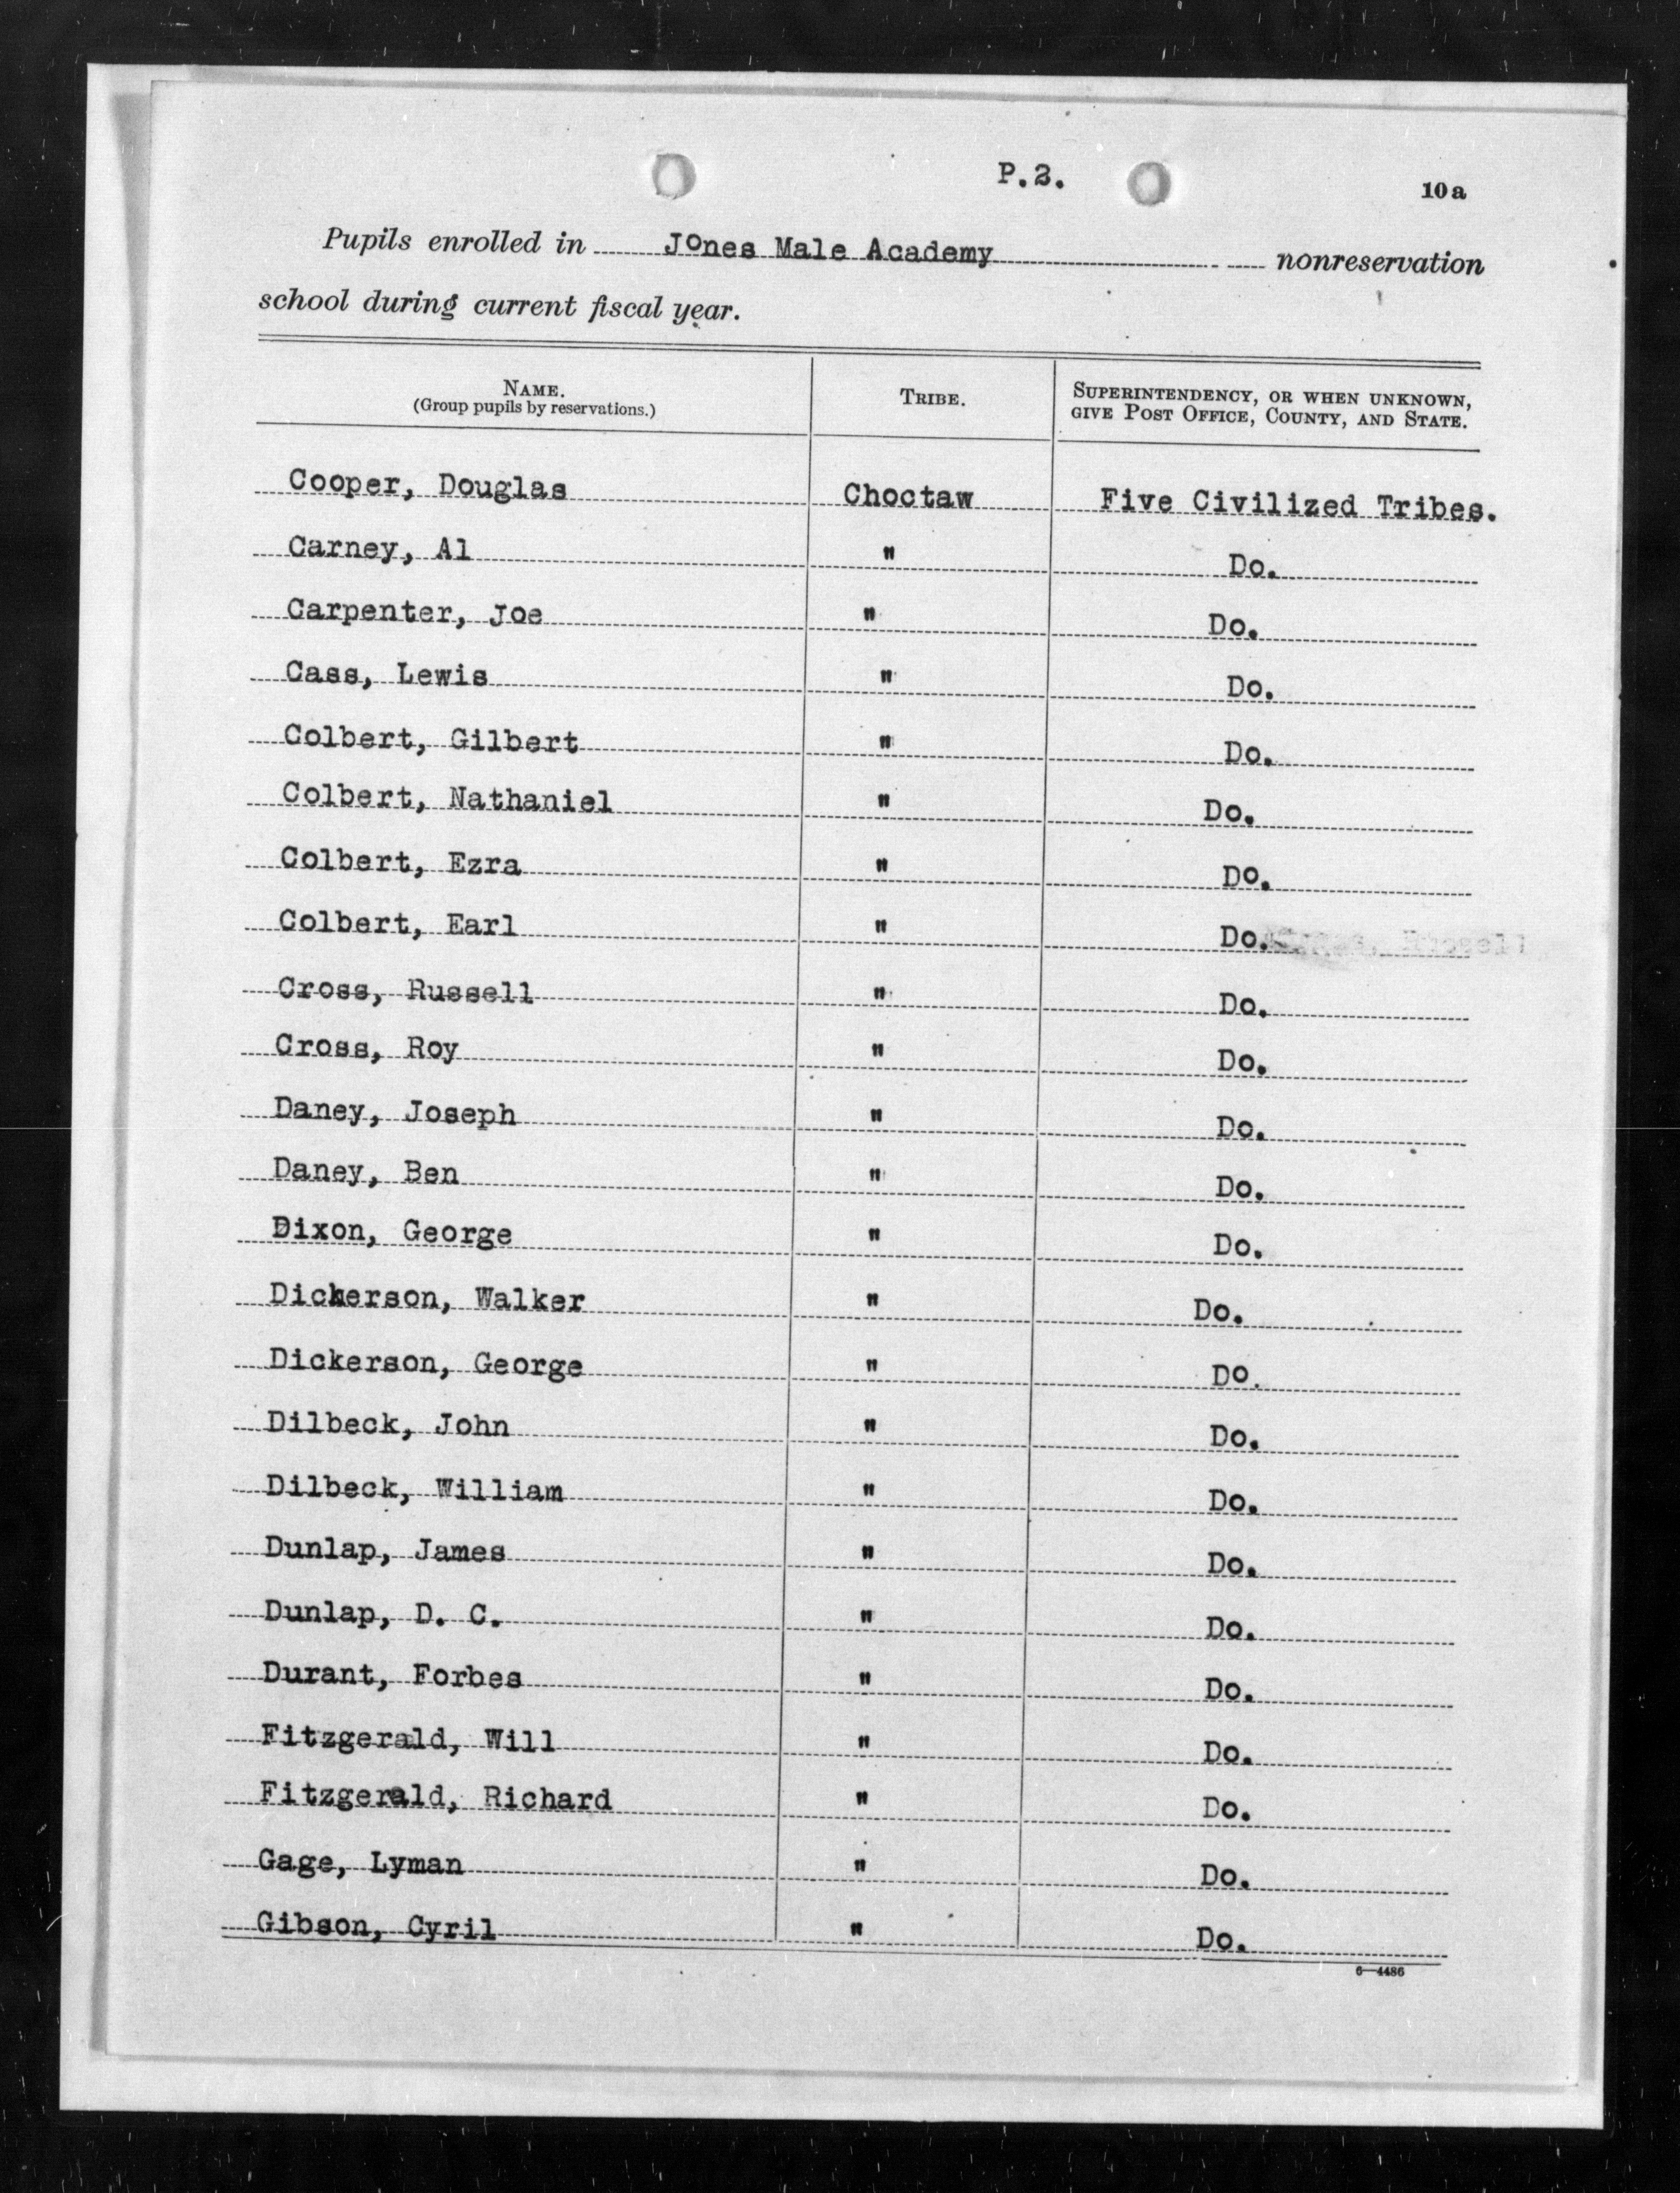 P.2.
10a
Pupils enrolled in Jones Male Academy nonreservation
school during current fiscal year.
NAME.
(Group pupils by reservations.)
TRIBE.
SUPERINTENDENCY, OR WHEN UNKNOWN,
GIVE POST OFFICE, COUNTY, AND STATE.
Cooper, Douglas Choctaw Five Civilized Tribes.
Carney, Al " Do.
Carpenter, Joe " Do.
Cass, Lewis " Do.
Colbert, Gilbert " Do.
Colbert, Nathaniel " Do.
Colbert, Ezra " Do.
Colbert, Earl " Do.
Cross, Russell " Do.
Cross, Roy " Do.
Daney, Joseph " Do.
Daney, Ben " Do.
Dixon, George " Do.
Dickerson, Walker " Do.
Dickerson, George " Do.
Dilbeck, John " Do.
Dilbeck, William " Do.
Dunlap, James " Do.
Dunlap, D. C. " Do.
Durant, Forbes " Do.
Fitzgerald, Will " Do.
Fitzgerald, Richard " Do.
Gage, Lyman " Do.
Gibson, Cyril " Do.
6—4486